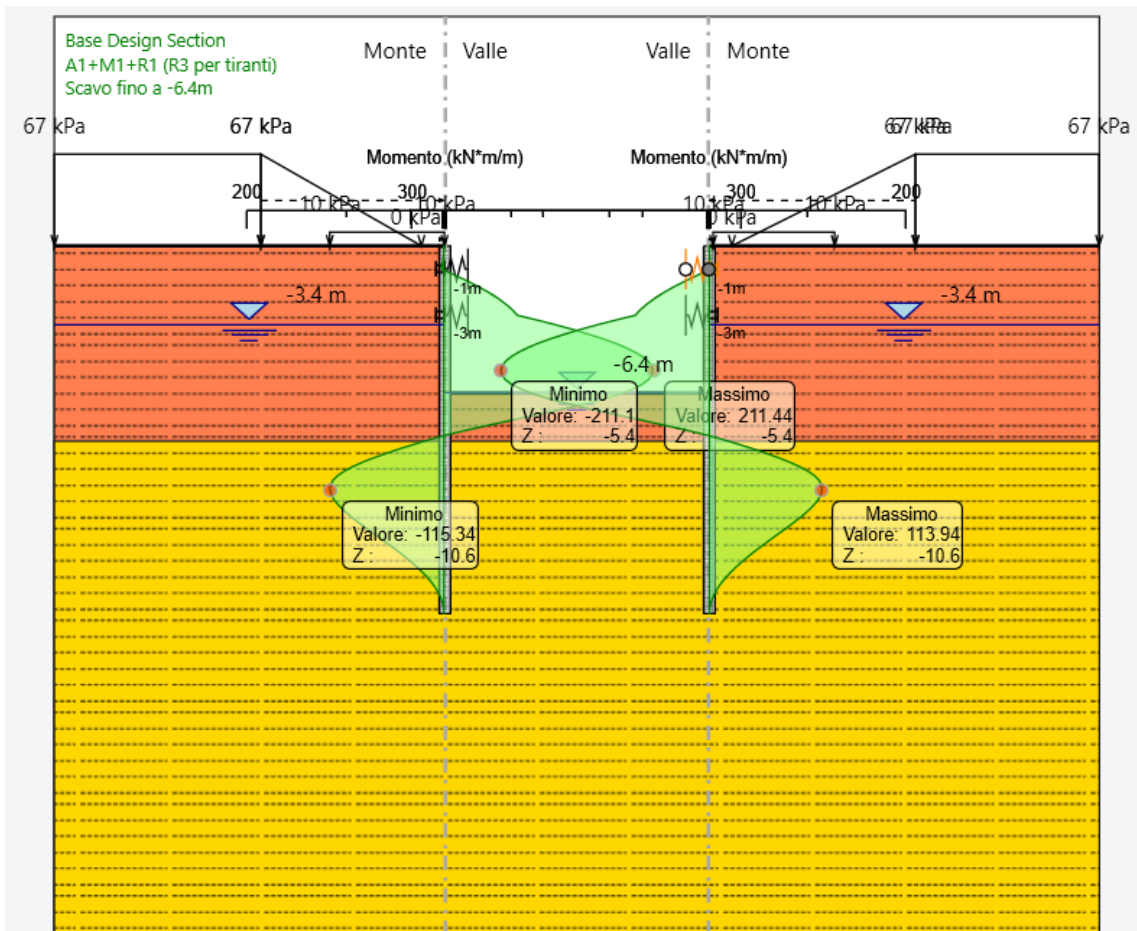 Base Design Section
A1+M1+R1 (R3 per tiranti)
Scavo fino a -6.4m
Monte
Valle
Valle
Monte
67 kPa
67 kPa
67 kPa
67 kPa
67 kPa
Momento (kN*m/m)
Momento (kN*m/m)
200
300
300
200
10 kPa
10 kPa
10 kPa
10 kPa
0 kPa
0 kPa
-1m
-1m
-3.4 m
-3.4 m
-3m
-3m
-6.4 m
Minimo
Valore: -211.1
Z : -5.4
Massimo
Valore: 211.44
Z : -5.4
Minimo
Valore: -115.34
Z : -10.6
Massimo
Valore: 113.94
Z : -10.6